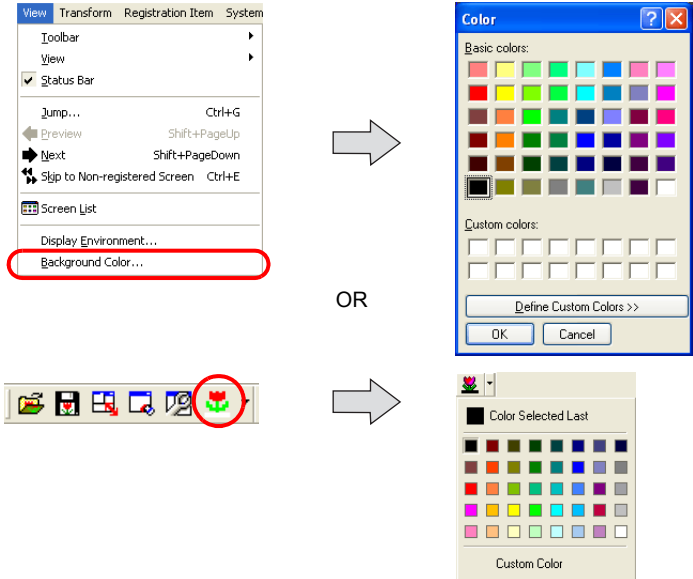 View Transform Registration Item System
Toolbar
View
Status Bar
Jump... Ctrl+G
Preview Shift+PageUp
Next Shift+PageDown
Skip to Non-registered Screen Ctrl+E
Screen List
Display Environment...
Background Color...
Color
Basic colors:
Custom colors:
Define Custom Colors >>
OK Cancel
OR
Color Selected Last
Custom Color